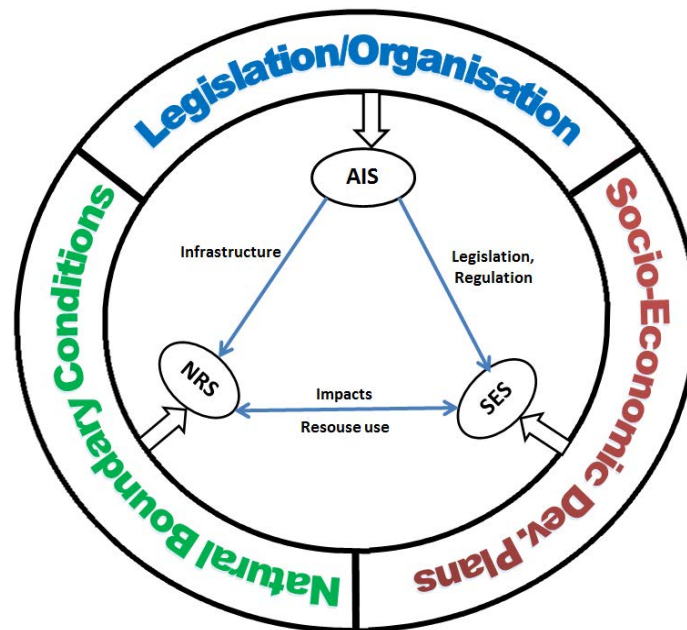 Legislation/Organisation
AIS
Infrastructure
Legislation,
Regulation
Natural Boundary Conditions
Socio-Economic Dev. Plans
NRS
Impacts
Resouse use
SES